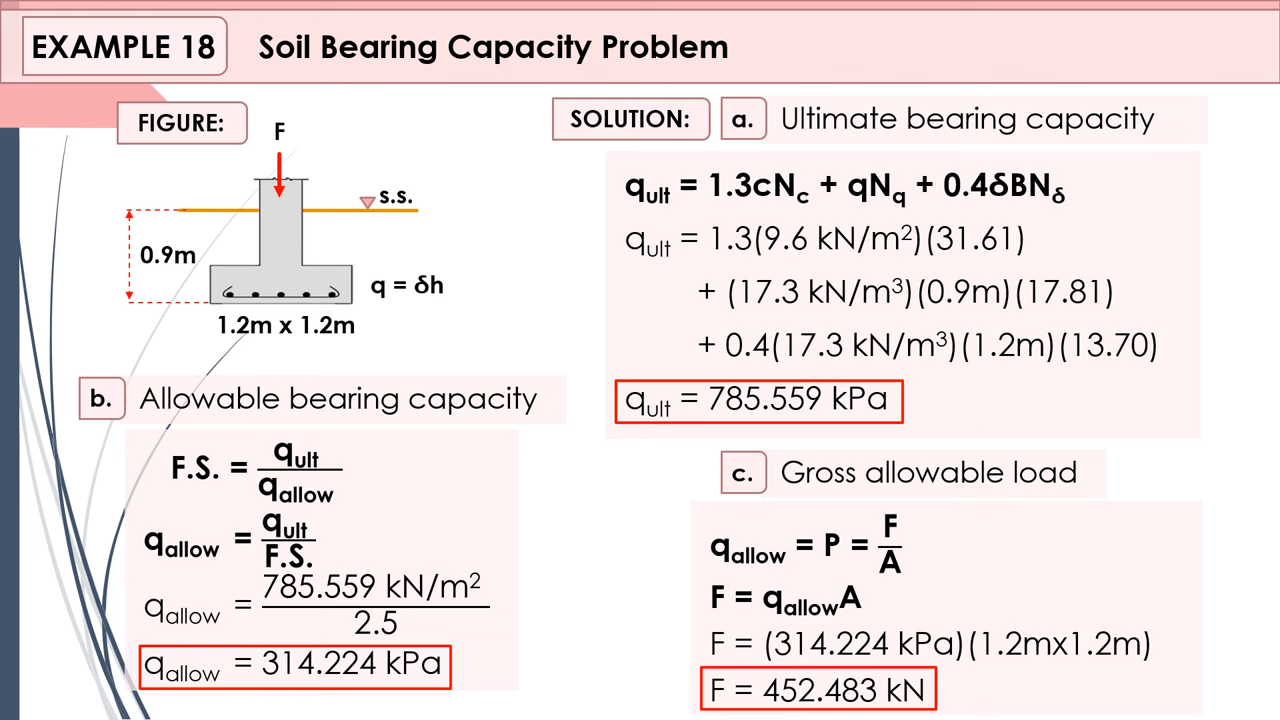 EXAMPLE 18 Soil Bearing Capacity Problem
FIGURE:
F
s.s.
0.9m
q = δh
1.2m x 1.2m
SOLUTION: a. Ultimate bearing capacity
qult = 1.3cNc + qNq + 0.4δBNδ
qult = 1.3(9.6 kN/m²)(31.61)
+ (17.3 kN/m³)(0.9m)(17.81)
+ 0.4(17.3 kN/m³)(1.2m)(13.70)
qult = 785.559 kPa
b. Allowable bearing capacity
F.S. = qult / qallow
qallow = qult / F.S.
qallow = 785.559 kN/m² / 2.5
qallow = 314.224 kPa
c. Gross allowable load
qallow = P = F / A
F = qallowA
F = (314.224 kPa)(1.2mx1.2m)
F = 452.483 kN